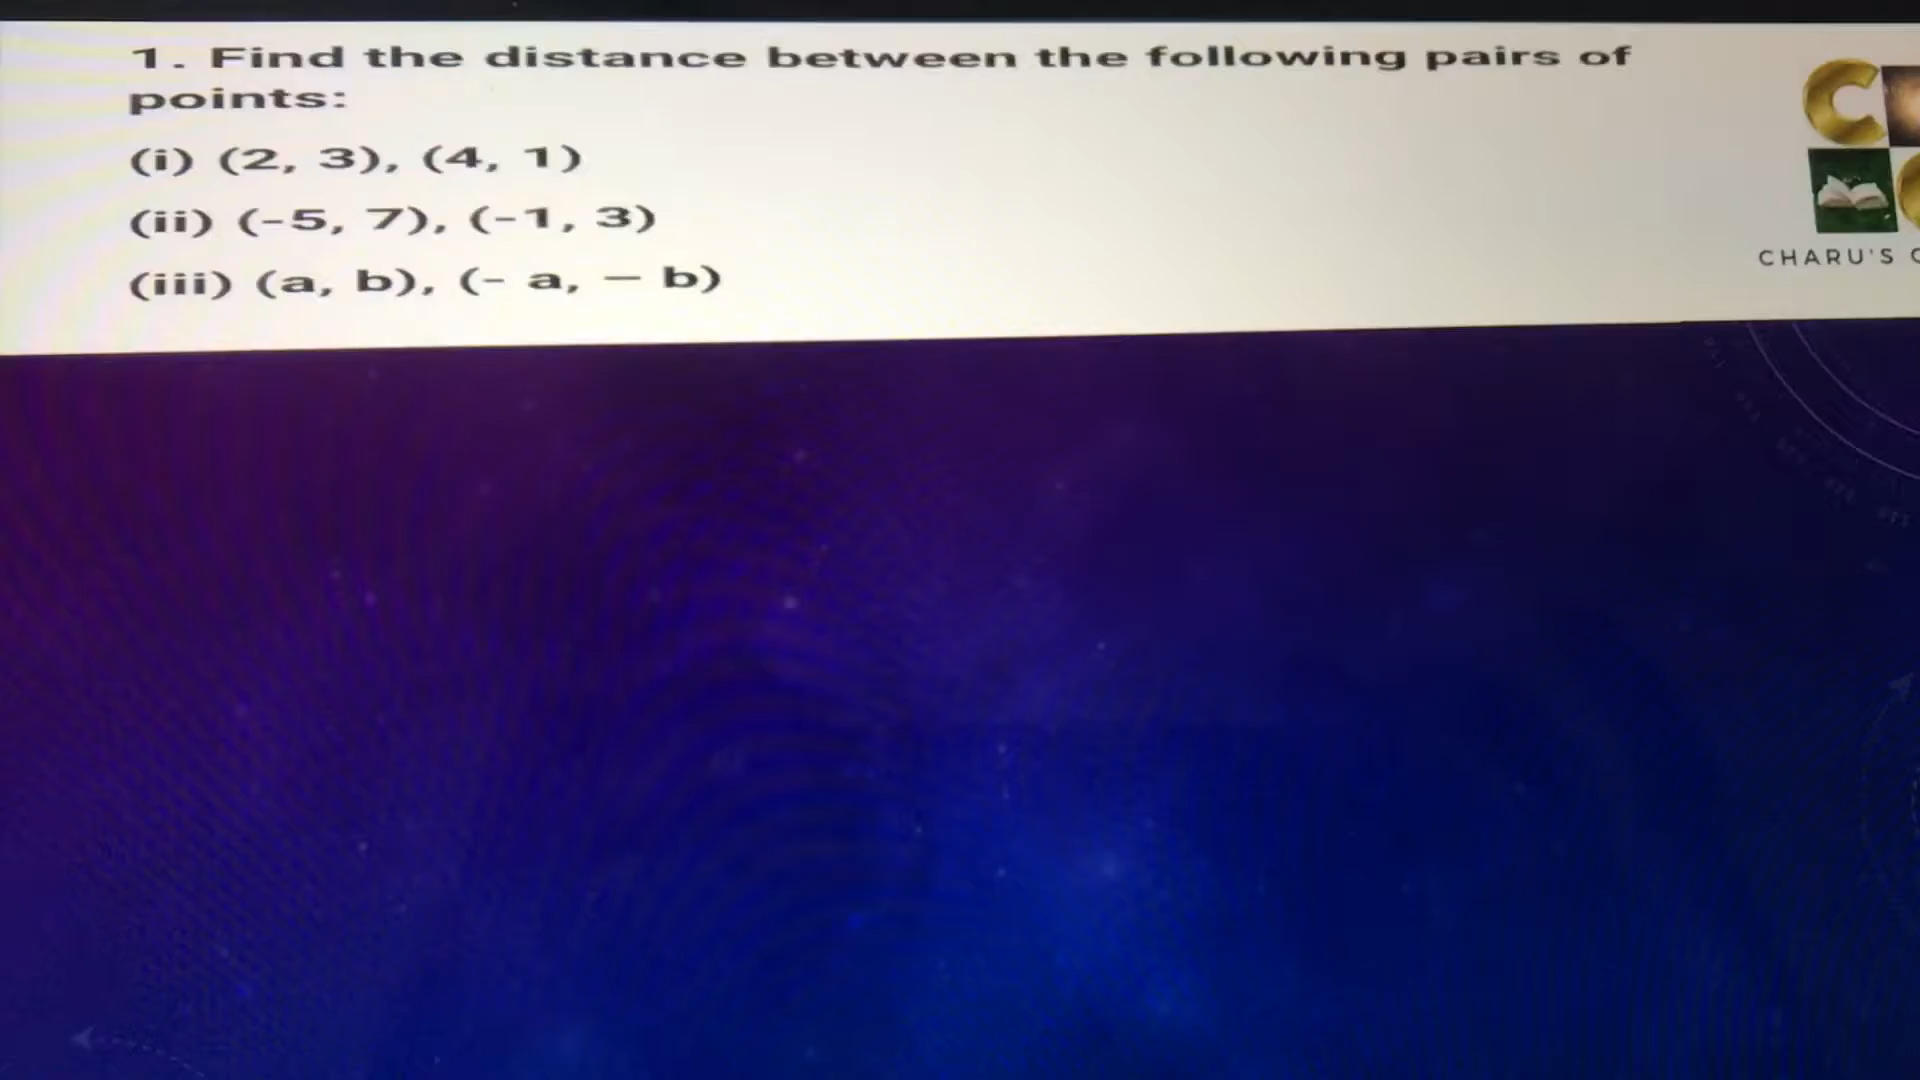 1. Find the distance between the following pairs of
points:
(i) (2, 3), (4, 1)
(ii) (-5, 7), (-1, 3)
(iii) (a, b), (- a, – b)
C
CHARU'S